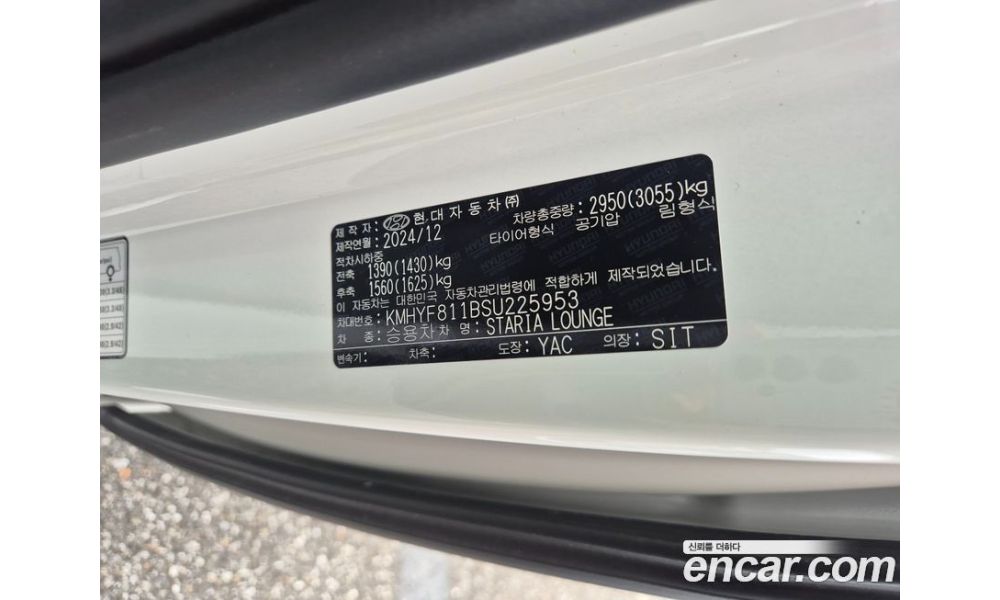 제 작 자: 현대자동차㈜ 차량총중량: 2950(3055)kg
제작연월: 2024/12 타이어형식 공기압 림형식
적차시하중
전축 1390(1430)kg
후축 1560(1625)kg
이 자동차는 대한민국 자동차관리법령에 적합하게 제작되었습니다.
차대번호: KMHYF811BSU225953
차 종: 승용차 차 명: STARIA LOUNGE
변속기: 차축: 도장: YAC 의장: SIT
신뢰를 더하다
encar.com